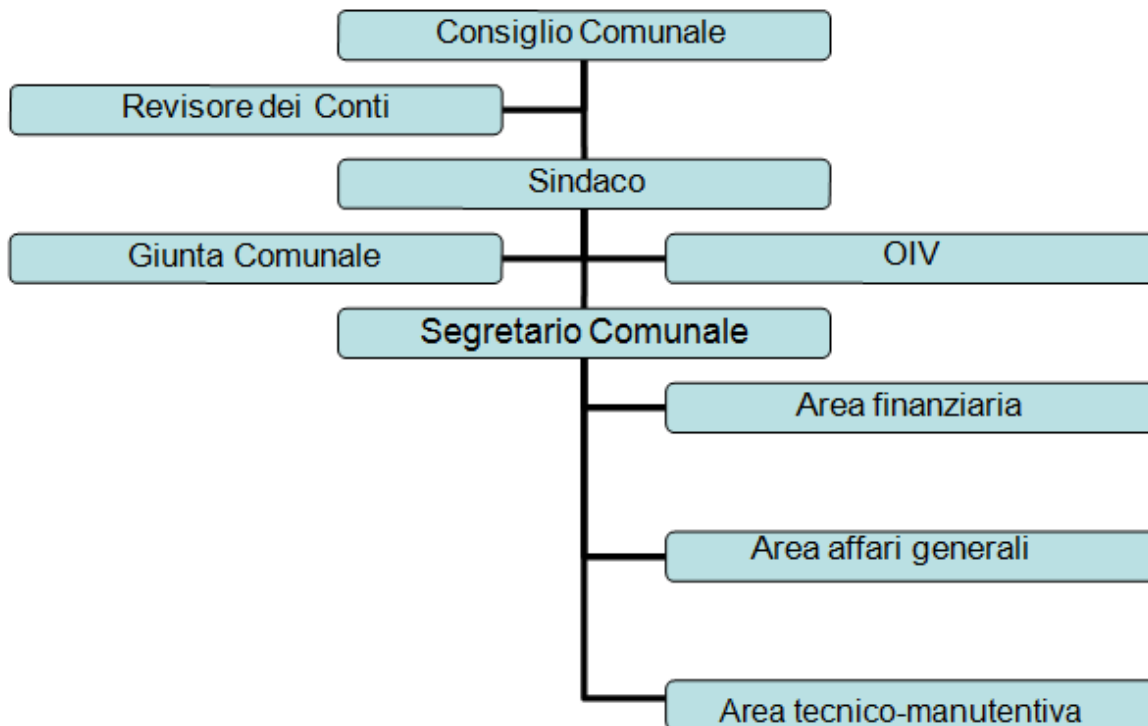 Consiglio Comunale
Revisore dei Conti
Sindaco
Giunta Comunale
OIV
Segretario Comunale
Area finanziaria
Area affari generali
Area tecnico-manutentiva